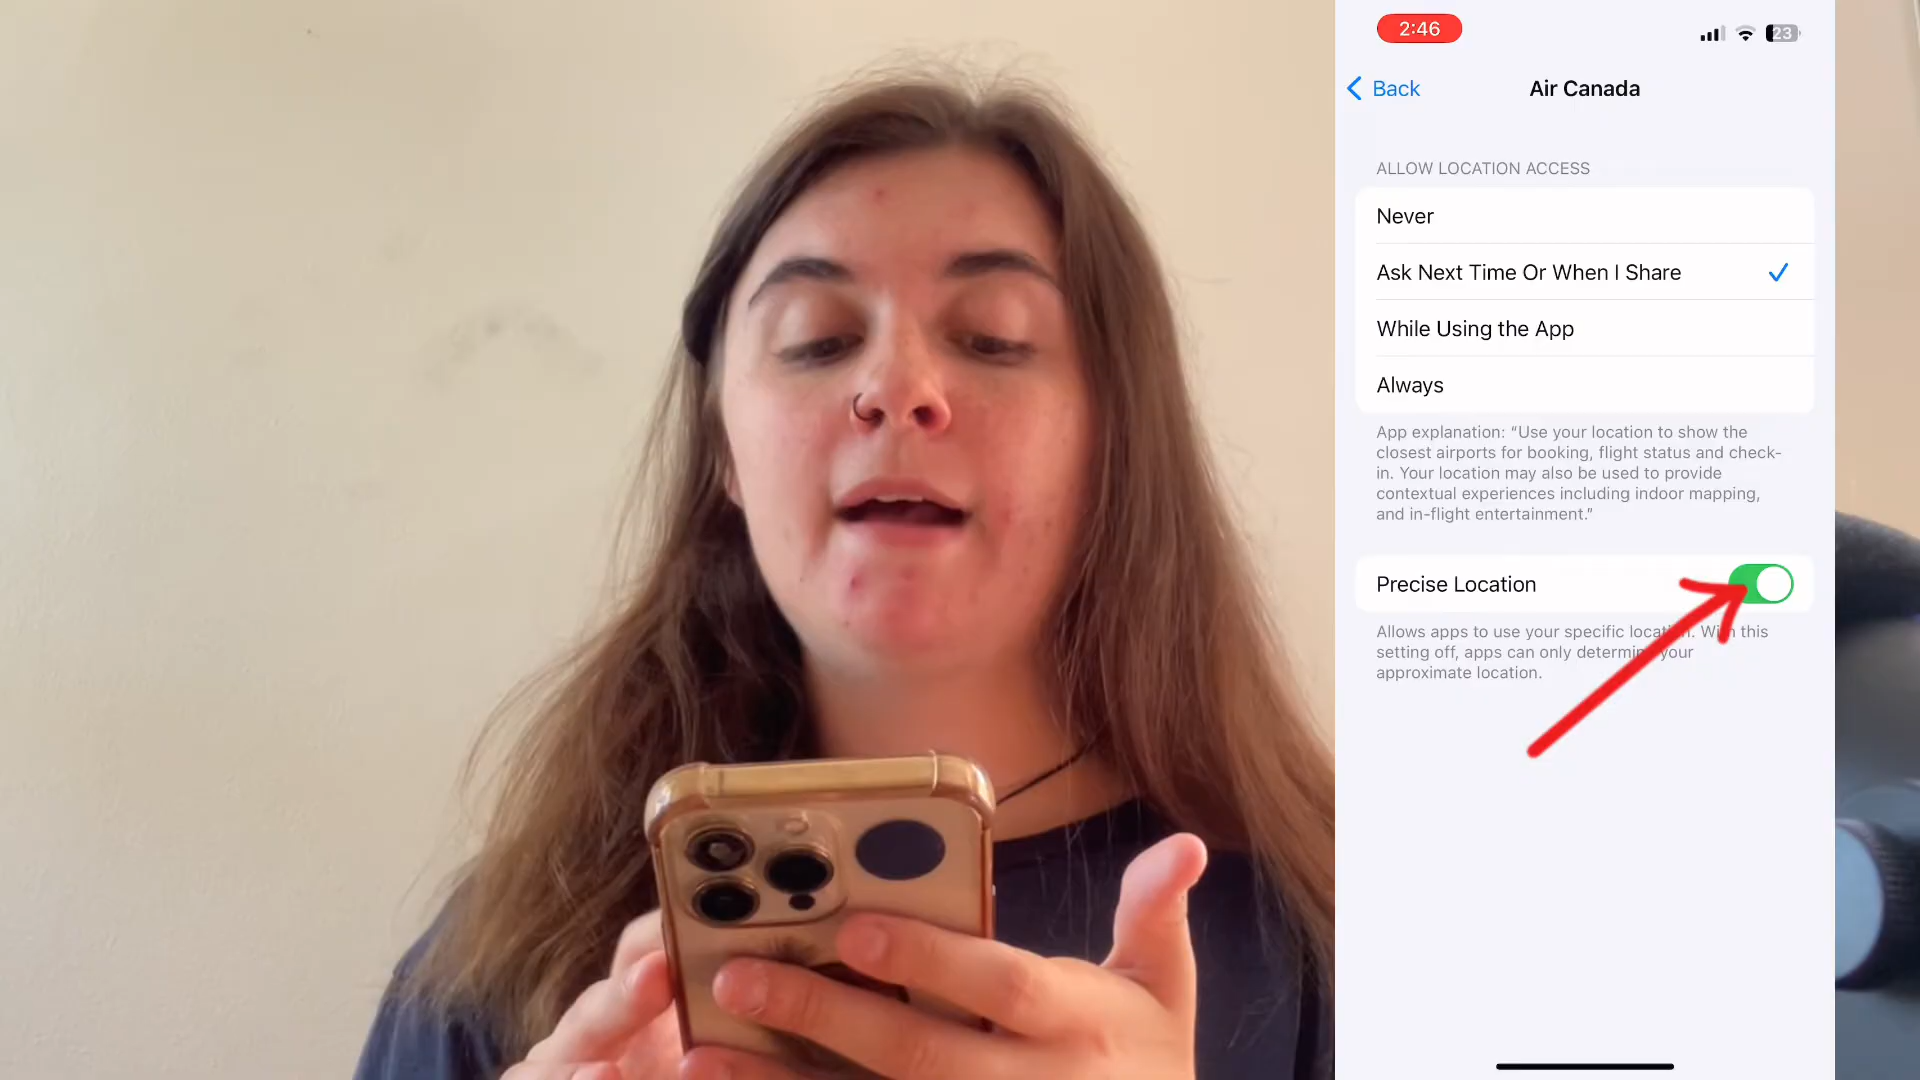 2:46
23
Back
Air Canada
ALLOW LOCATION ACCESS
Never
Ask Next Time Or When I Share
While Using the App
Always
App explanation: “Use your location to show the
closest airports for booking, flight status and check-
in. Your location may also be used to provide
contextual experiences including indoor mapping,
and in-flight entertainment.”
Precise Location
Allows apps to use your specific location. With this
setting off, apps can only determine your
approximate location.